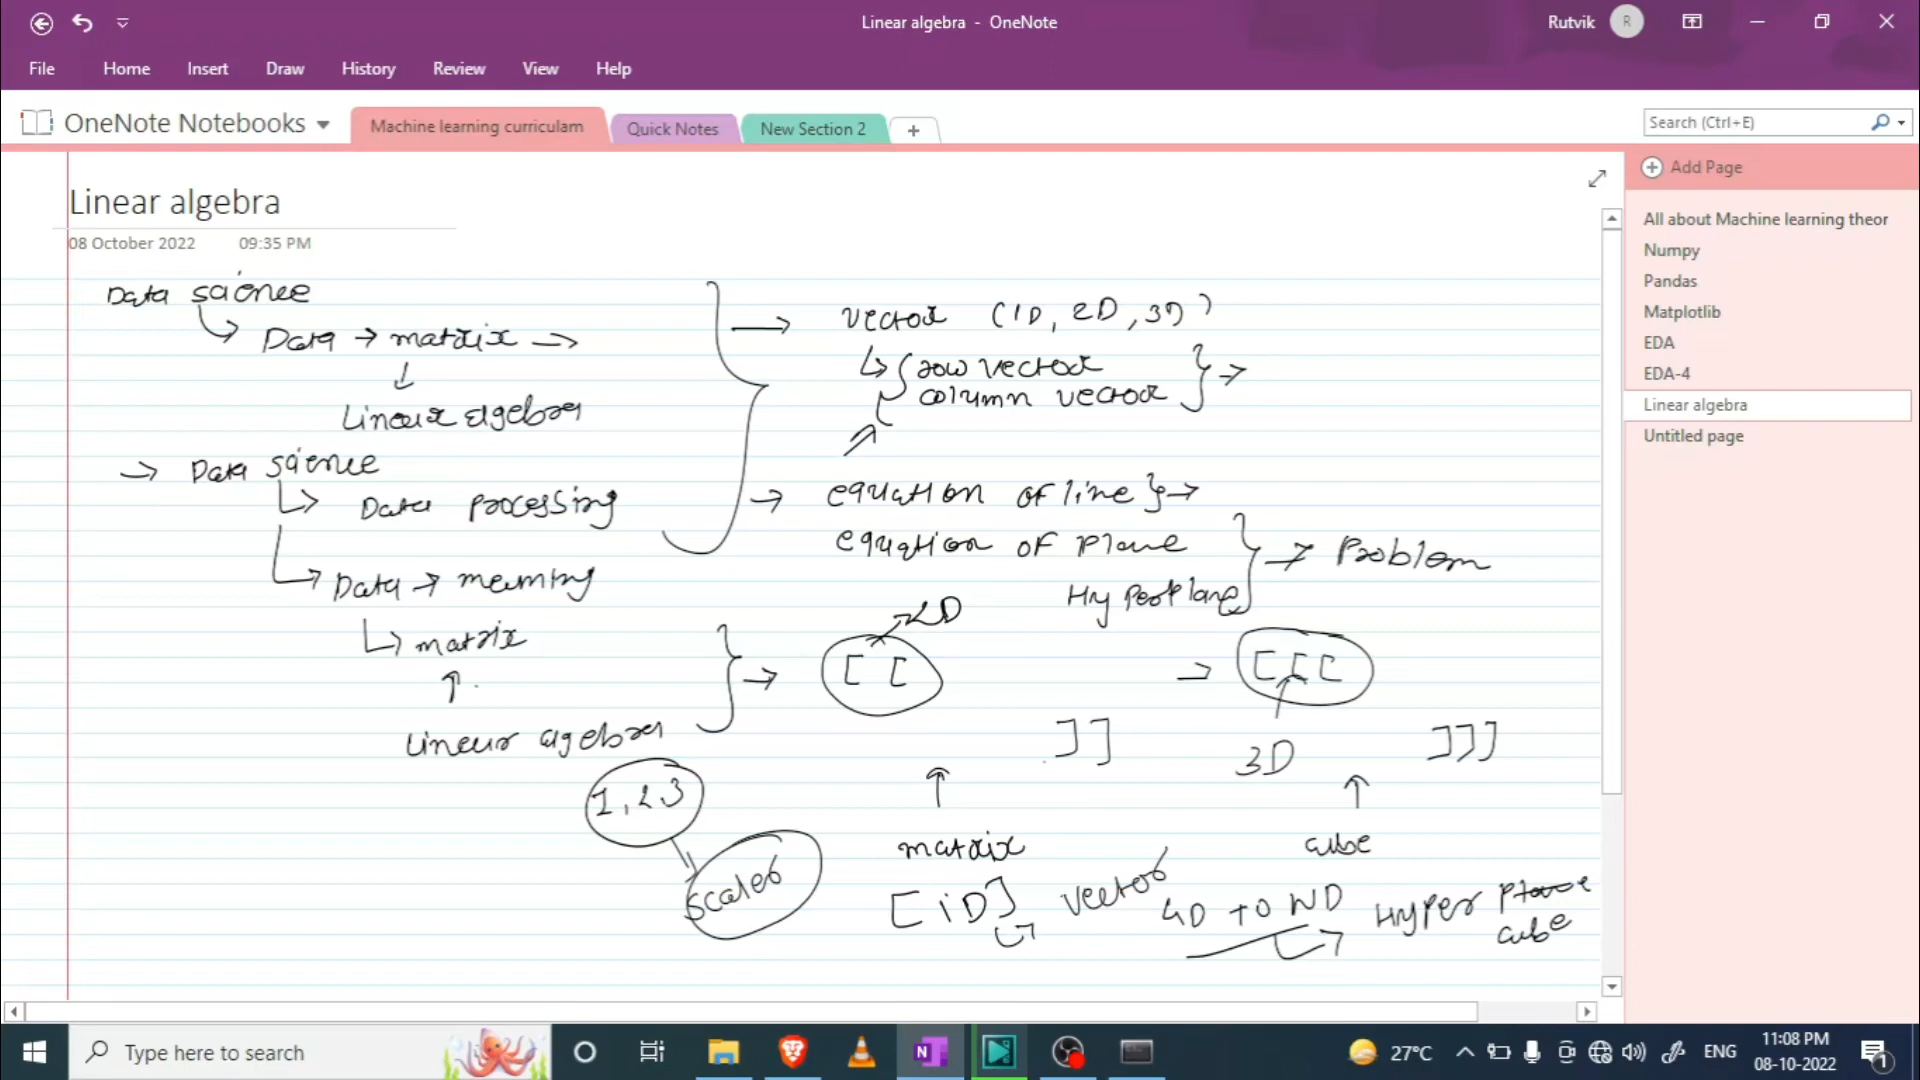 Linear algebra - OneNote
Rutvik R
File Home Insert Draw History Review View Help
OneNote Notebooks Machine learning curriculam Quick Notes New Section 2 +
Search (Ctrl+E)
Add Page
All about Machine learning theor
Numpy
Pandas
Matplotlib
EDA
EDA-4
Linear algebra
Untitled page
Linear algebra
08 October 2022 09:35 PM
Data science
Data → matrix →
↓
Linear algebra
→ Data science
Data processing
Data → meaning
matrix
↑
Linear algebra
1, 2 3
scaler
→ vector (1D, 2D, 3D)
row vector
column vector } →
→ equation of line } →
equation of plane
Hyperplane
→ Problem
→ [ [ 2D
]]
↑
matrix
[1D] vector
→ [[[
3D
]]]
↑
cube
4D to ND Hyper plane
cube
Type here to search
N
27°C ENG 11:08 PM
08-10-2022
1